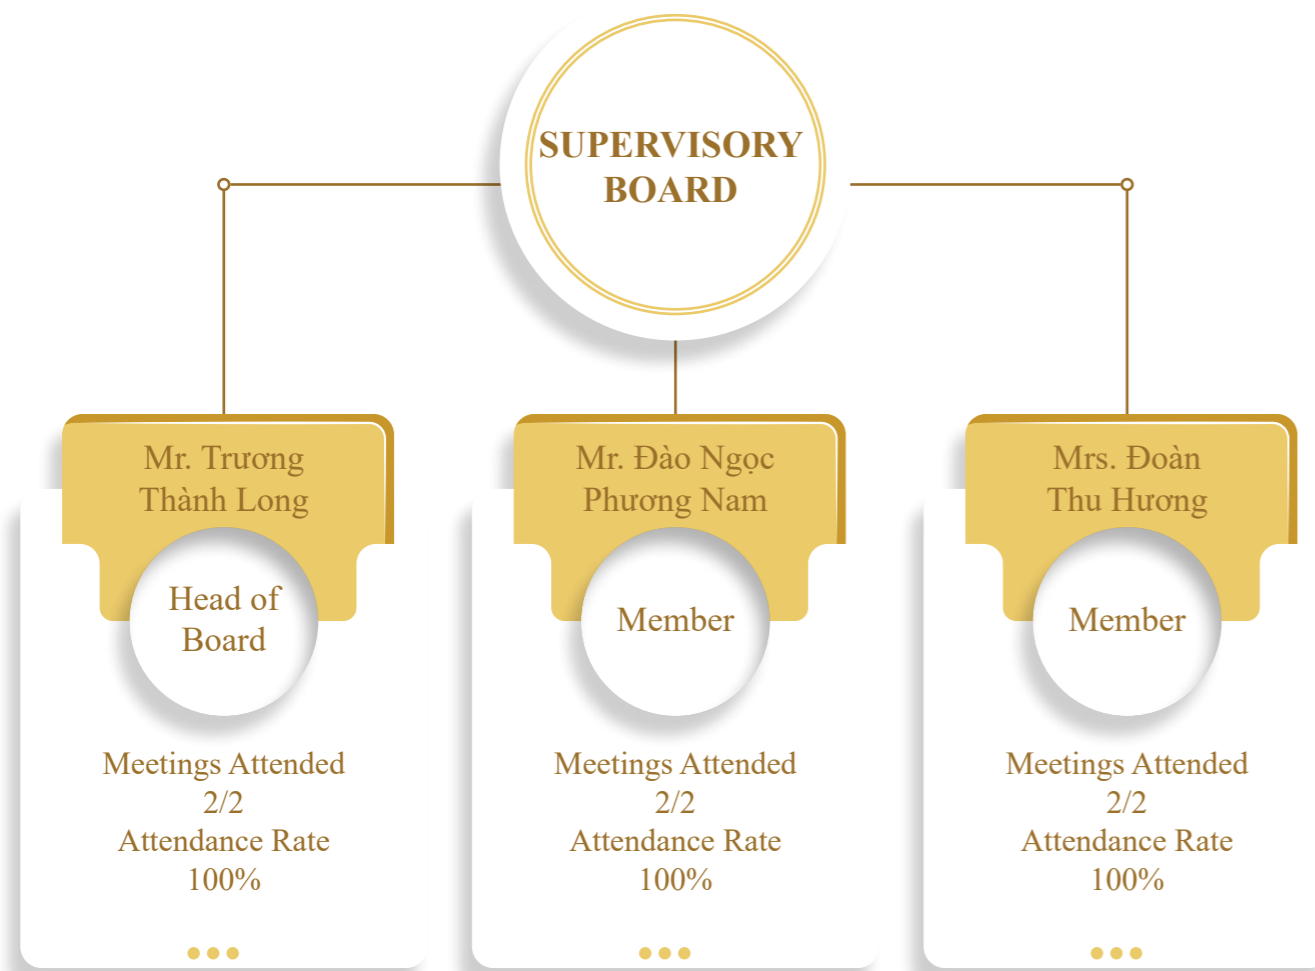 SUPERVISORY
BOARD
Mr. Trương
Thành Long
Head of
Board
Meetings Attended
2/2
Attendance Rate
100%
Mr. Đào Ngọc
Phương Nam
Member
Meetings Attended
2/2
Attendance Rate
100%
Mrs. Đoàn
Thu Hương
Member
Meetings Attended
2/2
Attendance Rate
100%